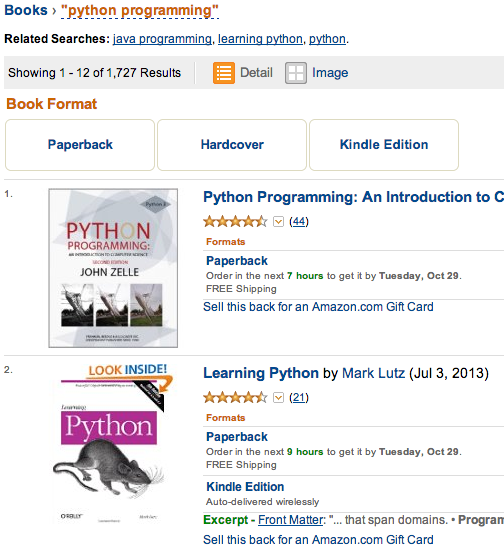 Books › "python programming"
Related Searches: java programming, learning python, python.
Showing 1 - 12 of 1,727 Results Detail Image
Book Format
Paperback Hardcover Kindle Edition
1.
Python
PYTHON
PROGRAMMING:
AN INTRODUCTION TO COMPUTER SCIENCE
SECOND EDITION
JOHN ZELLE
Python Programming: An Introduction to C
(44)
Formats
Paperback
Order in the next 7 hours to get it by Tuesday, Oct 29.
FREE Shipping
Sell this back for an Amazon.com Gift Card
2.
LOOK INSIDE!
Learning
Python
O'REILLY
Mark Lutz
Learning Python by Mark Lutz (Jul 3, 2013)
(21)
Formats
Paperback
Order in the next 9 hours to get it by Tuesday, Oct 29.
FREE Shipping
Kindle Edition
Auto-delivered wirelessly
Excerpt - Front Matter: "... that span domains. • Program
Sell this back for an Amazon.com Gift Card